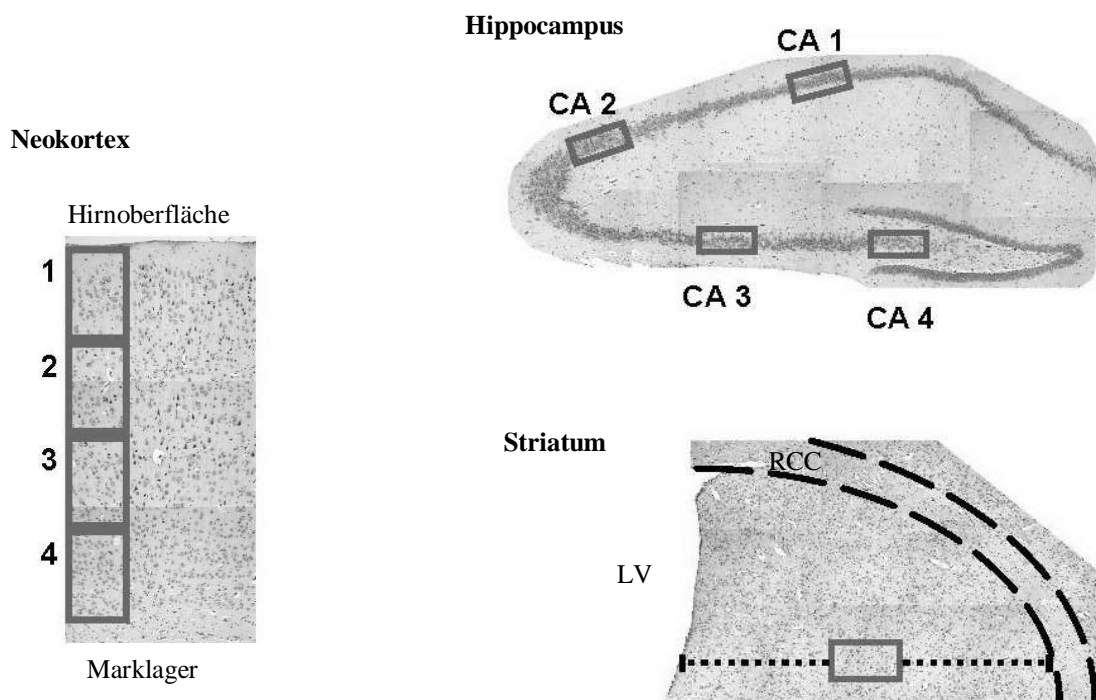 Neokortex
Hirnoberfläche
1
2
3
4
Marklager
Hippocampus
CA 1
CA 2
CA 3
CA 4
Striatum
RCC
LV